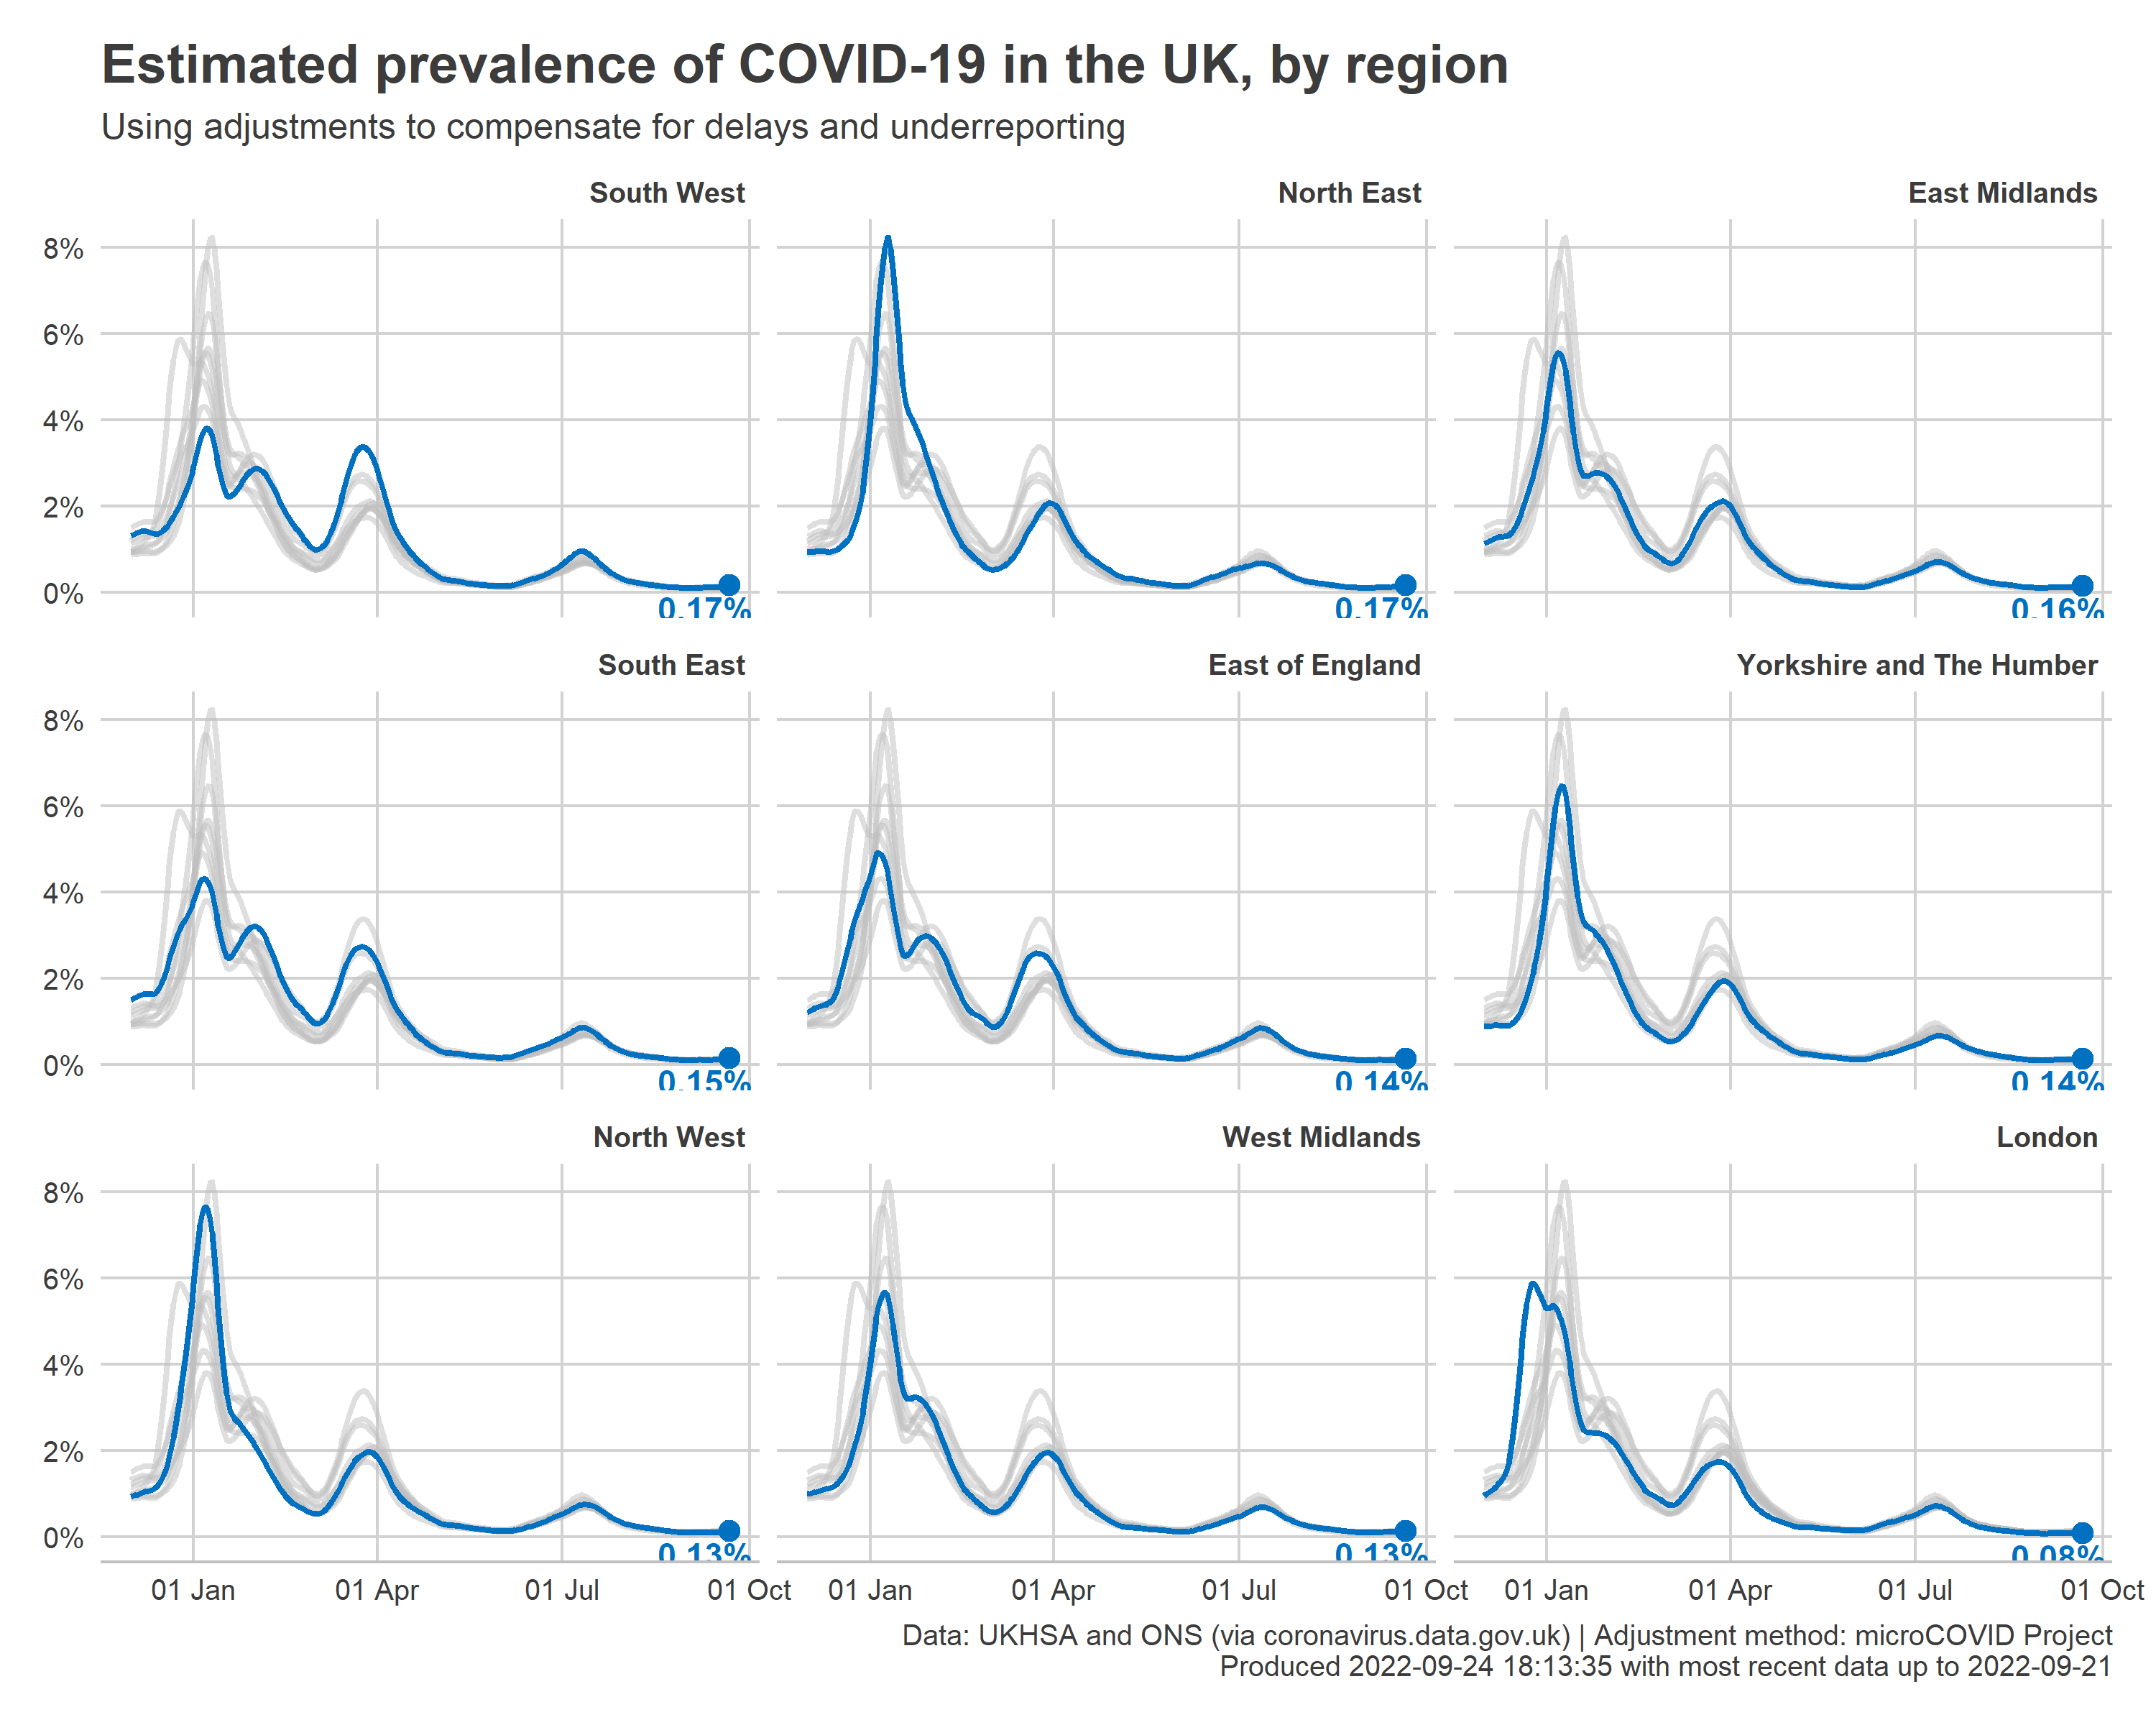 Estimated prevalence of COVID-19 in the UK, by region
Using adjustments to compensate for delays and underreporting
South West
North East
East Midlands
8%
6%
4%
2%
0%
0.17%
0.17%
0.16%
South East
East of England
Yorkshire and The Humber
8%
6%
4%
2%
0%
0.15%
0.14%
0.14%
North West
West Midlands
London
8%
6%
4%
2%
0%
0.13%
0.13%
0.08%
01 Jan 01 Apr 01 Jul 01 Oct 01 Jan 01 Apr 01 Jul 01 Oct 01 Jan 01 Apr 01 Jul 01 Oct
Data: UKHSA and ONS (via coronavirus.data.gov.uk) | Adjustment method: microCOVID Project
Produced 2022-09-24 18:13:35 with most recent data up to 2022-09-21